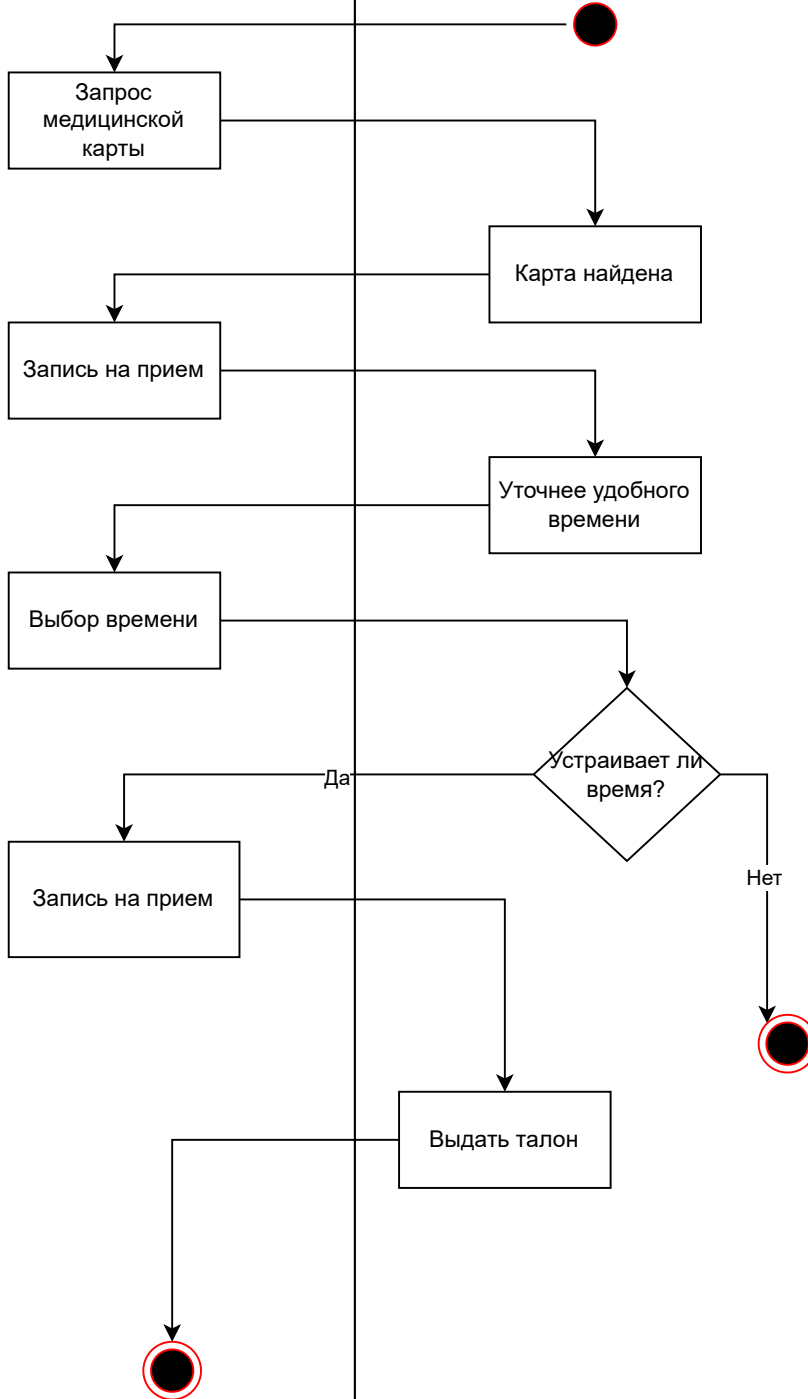 Запрос
медицинской
карты
Карта найдена
Запись на прием
Уточнее удобного
времени
Выбор времени
Устраивает ли
время?
Да
Нет
Запись на прием
Выдать талон